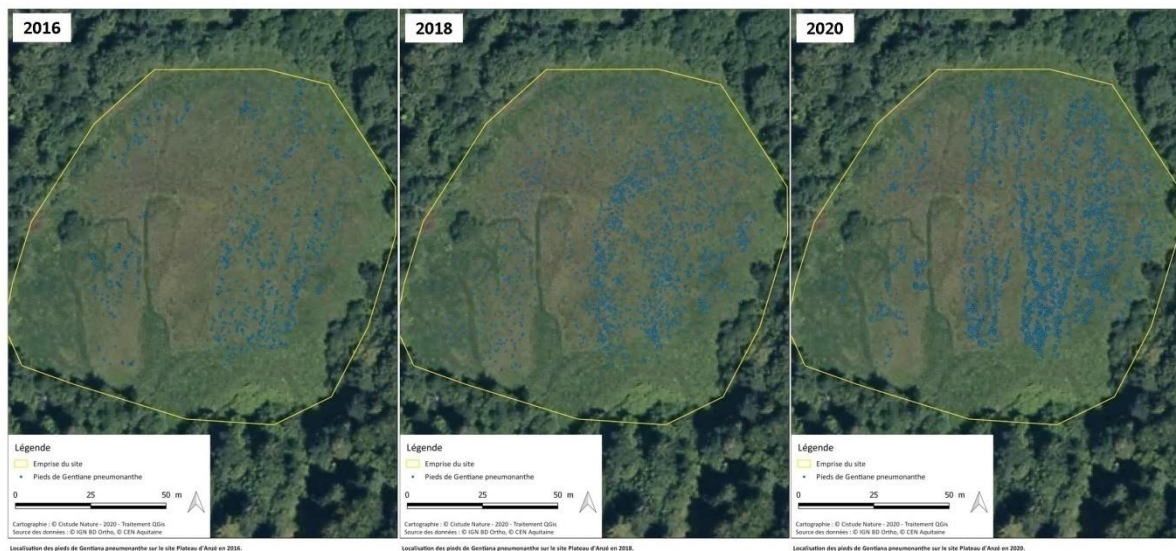 2016
Légende
Emprise du site
Pieds de Gentiane pneumonanthe
0 25 50 m
Cartographie : © Cistude Nature - 2020 - Traitement QGis
Source des données : © IGN BD Ortho, © CEN Aquitaine
Localisation des pieds de Gentiana pneumonanthe sur le site Plateau d'Anzé en 2016.
2018
Légende
Emprise du site
Pieds de Gentiane pneumonanthe
0 25 50 m
Cartographie : © Cistude Nature - 2020 - Traitement QGis
Source des données : © IGN BD Ortho, © CEN Aquitaine
Localisation des pieds de Gentiana pneumonanthe sur le site Plateau d'Anzé en 2018.
2020
Légende
Emprise du site
Pieds de Gentiane pneumonanthe
0 25 50 m
Cartographie : © Cistude Nature - 2020 - Traitement QGis
Source des données : © IGN BD Ortho, © CEN Aquitaine
Localisation des pieds de Gentiana pneumonanthe sur le site Plateau d'Anzé en 2020.